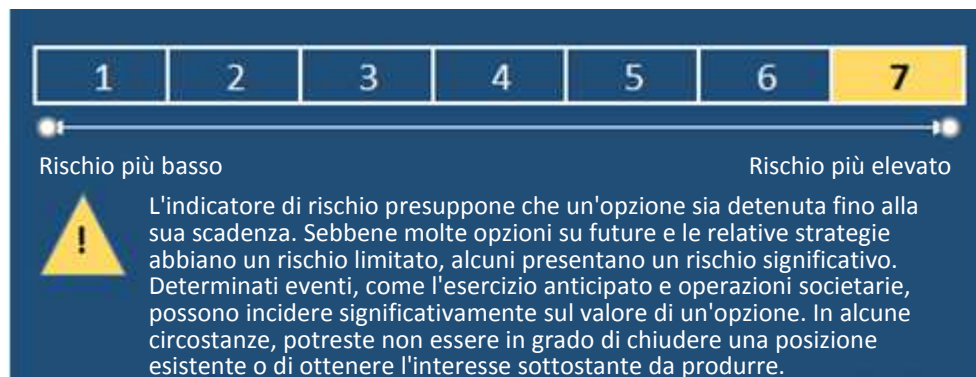 1 2 3 4 5 6 7
Rischio più basso Rischio più elevato
!
L'indicatore di rischio presuppone che un'opzione sia detenuta fino alla
sua scadenza. Sebbene molte opzioni su future e le relative strategie
abbiano un rischio limitato, alcuni presentano un rischio significativo.
Determinati eventi, come l'esercizio anticipato e operazioni societarie,
possono incidere significativamente sul valore di un'opzione. In alcune
circostanze, potreste non essere in grado di chiudere una posizione
esistente o di ottenere l'interesse sottostante da produrre.